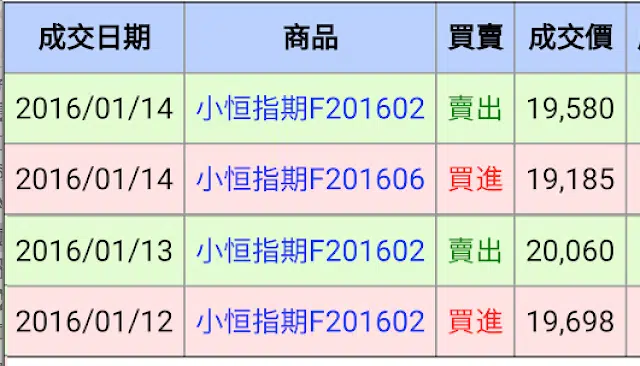 成交日期 商品 買賣 成交價
2016/01/14 小恒指期F201602 賣出 19,580
2016/01/14 小恒指期F201606 買進 19,185
2016/01/13 小恒指期F201602 賣出 20,060
2016/01/12 小恒指期F201602 買進 19,698